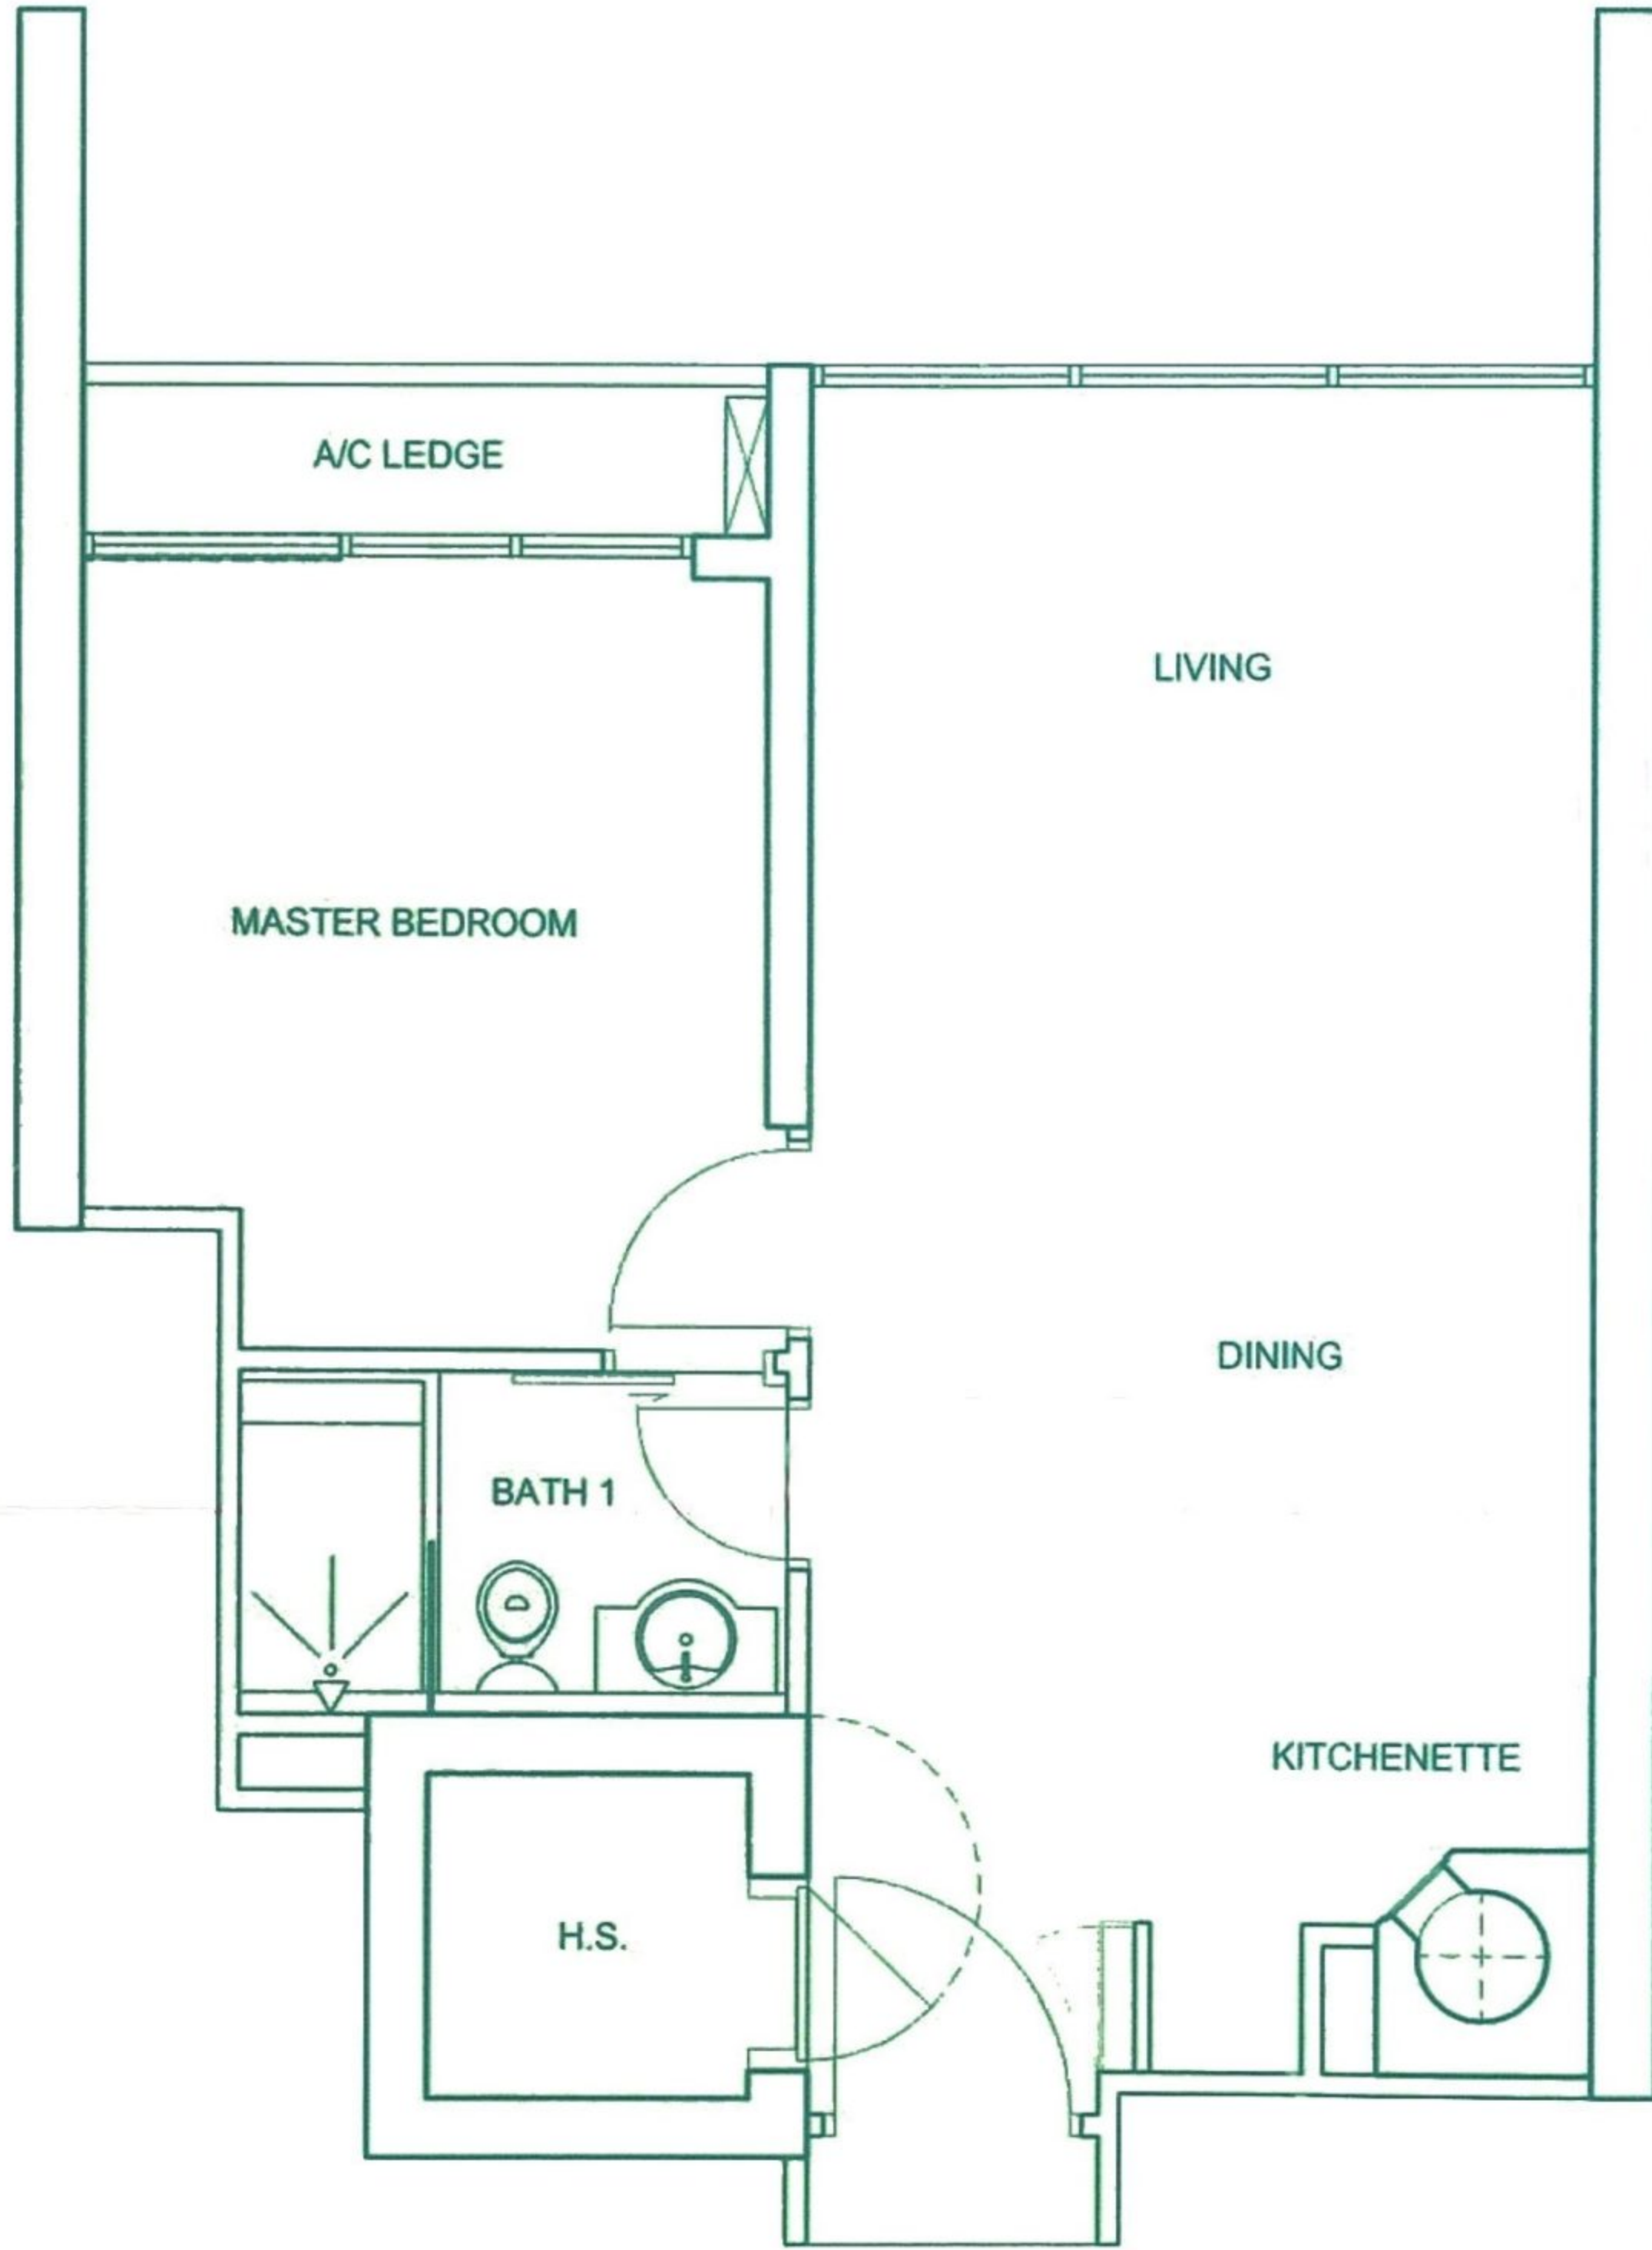 A/C LEDGE
LIVING
MASTER BEDROOM
DINING
BATH 1
KITCHENETTE
H.S.